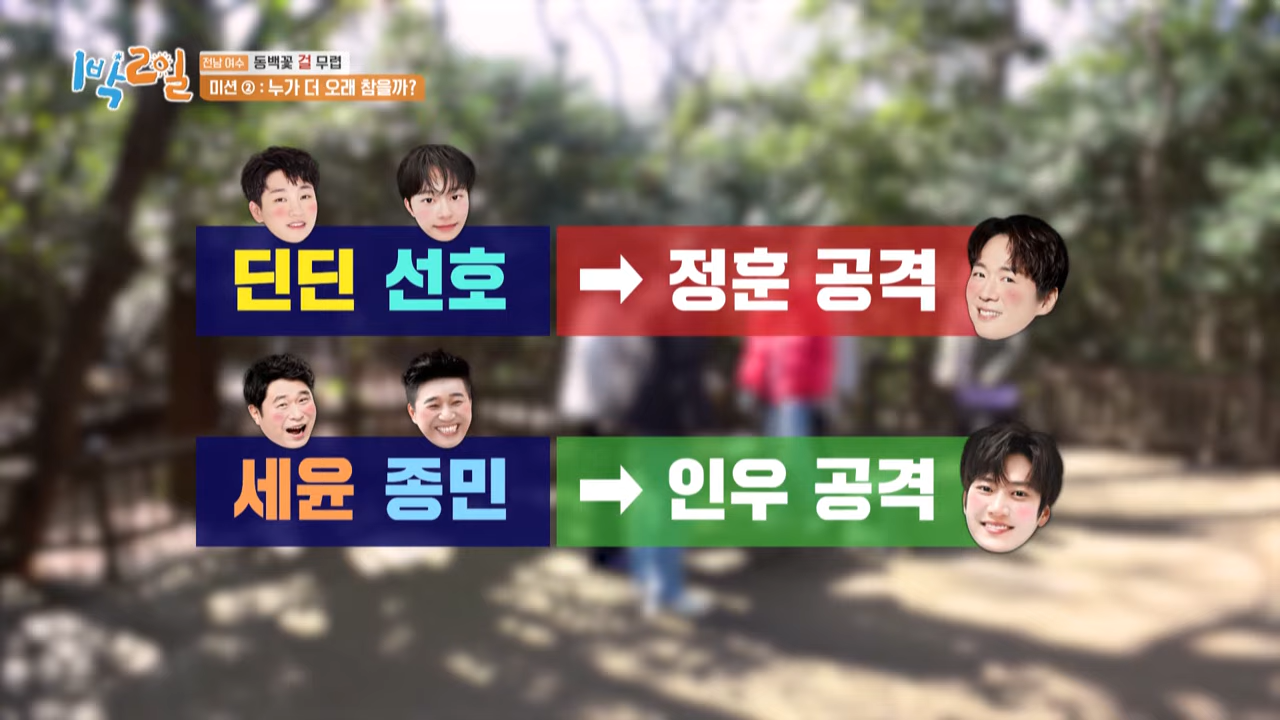 1박2일
전남 여수 동백꽃 걸 무렵
미션 ② : 누가 더 오래 참을까?
딘딘 선호 → 정훈 공격
세윤 종민 → 인우 공격